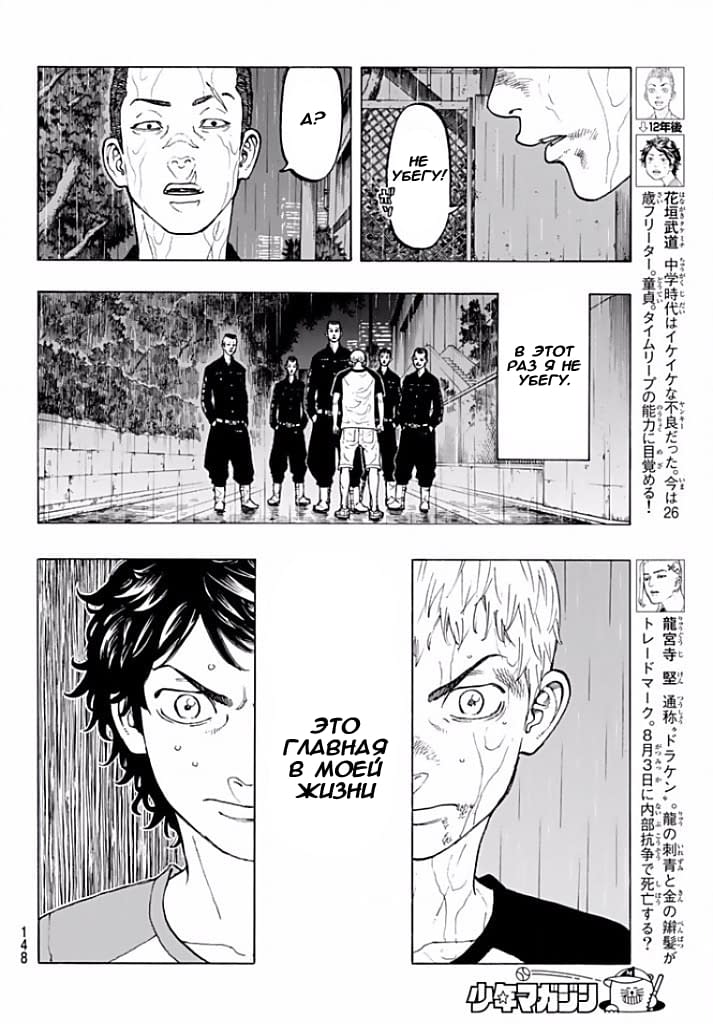 НЕ
УБЕГУ!
А?
В ЭТОТ
РАЗ Я НЕ
УБЕГУ.
ЭТО
ГЛАВНАЯ
В МОЕЙ
ЖИЗНИ
⇩12年後
花垣武道 中学時代はイケイケな不良だった。今は26
歳フリーター。童貞。タイムリープの能力に目覚める!
龍宮寺 堅 通称〝ドラケン〟。龍の刺青と金の辮髪が
トレードマーク。8月3日に内部抗争で死亡する?
148
少年マガジン